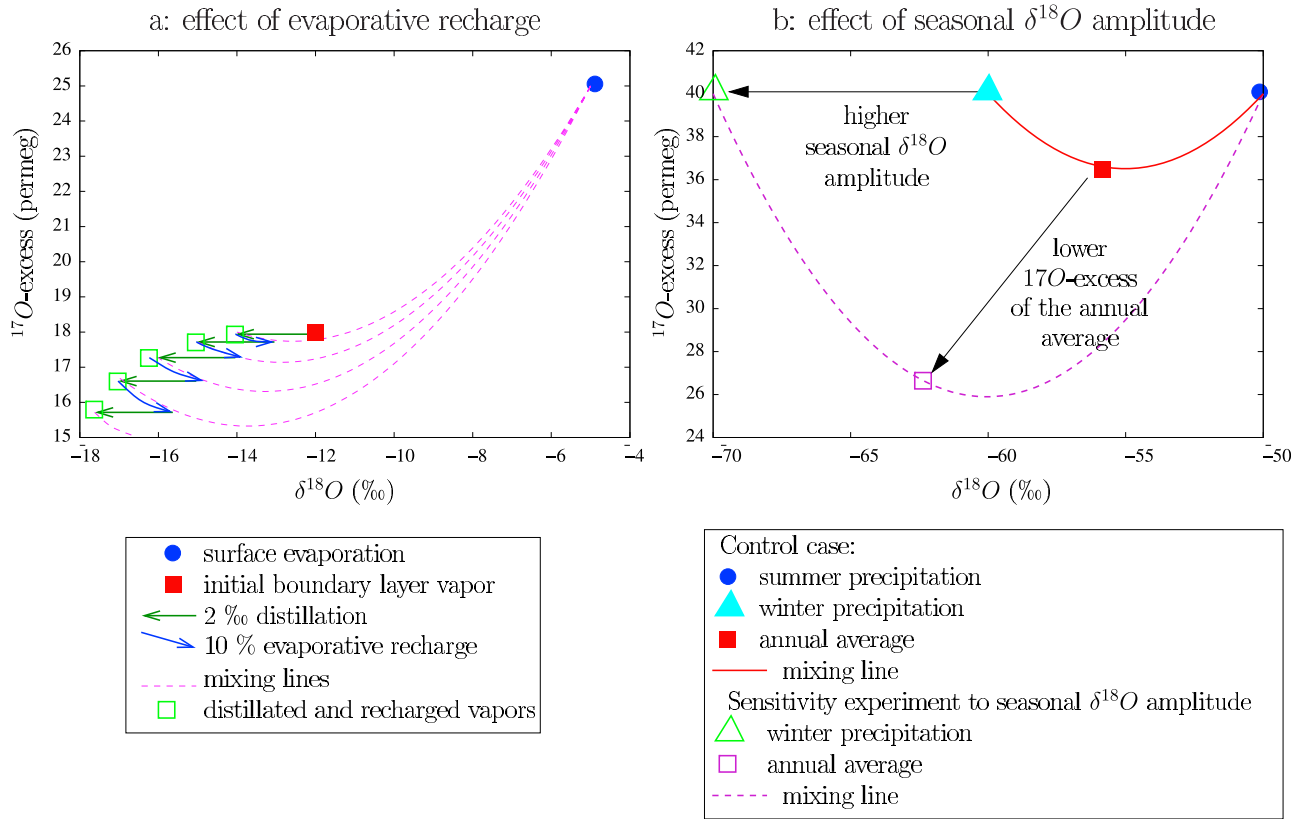 a: effect of evaporative recharge
26
25
24
23
22
21
20
19
18
17
16
15
¹⁷O-excess (permeg)
−18 −16 −14 −12 −10 −8 −6 −4
δ¹⁸O (‰)
surface evaporation
initial boundary layer vapor
2 ‰ distillation
10 % evaporative recharge
mixing lines
distillated and recharged vapors
b: effect of seasonal δ¹⁸O amplitude
42
40
38
36
34
32
30
28
26
24
¹⁷O-excess (permeg)
higher
seasonal δ¹⁸O
amplitude
lower
17O-excess
of the annual
average
−70 −65 −60 −55 −50
δ¹⁸O (‰)
Control case:
summer precipitation
winter precipitation
annual average
mixing line
Sensitivity experiment to seasonal δ¹⁸O amplitude
winter precipitation
annual average
mixing line